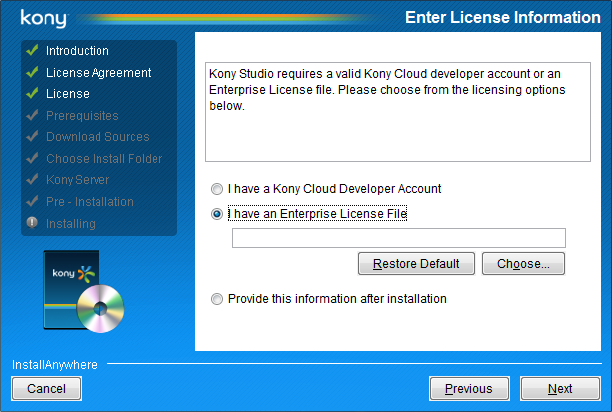 kony
Enter License Information
Introduction
License Agreement
License
Prerequisites
Download Sources
Choose Install Folder
Kony Server
Pre - Installation
Installing
kony
Kony Studio requires a valid Kony Cloud developer account or an
Enterprise License file. Please choose from the licensing options
below.
I have a Kony Cloud Developer Account
I have an Enterprise License File
Restore Default
Choose...
Provide this information after installation
InstallAnywhere
Cancel
Previous
Next